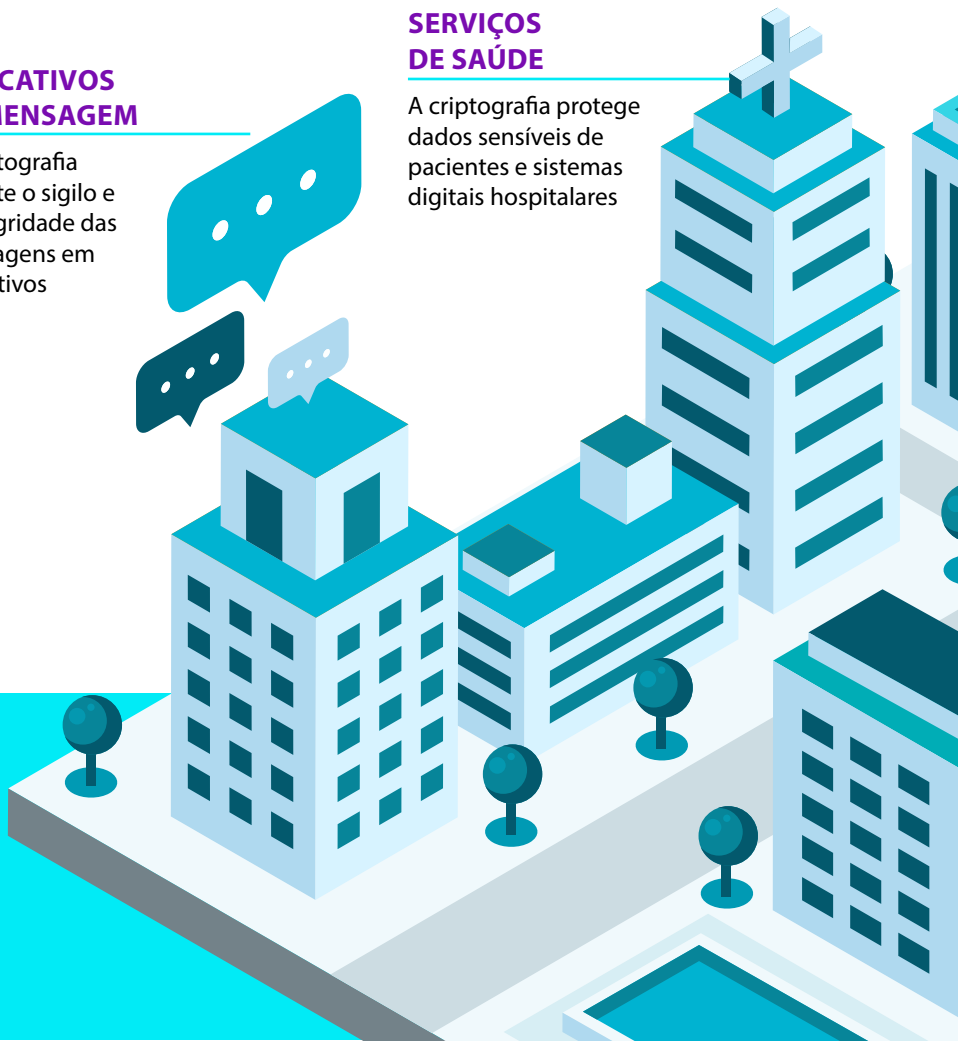 CATIVOS
MENSAGEM
tografia
te o sigilo e
gridade das
agens em
tivos
SERVIÇOS
DE SAÚDE
A criptografia protege
dados sensíveis de
pacientes e sistemas
digitais hospitalares